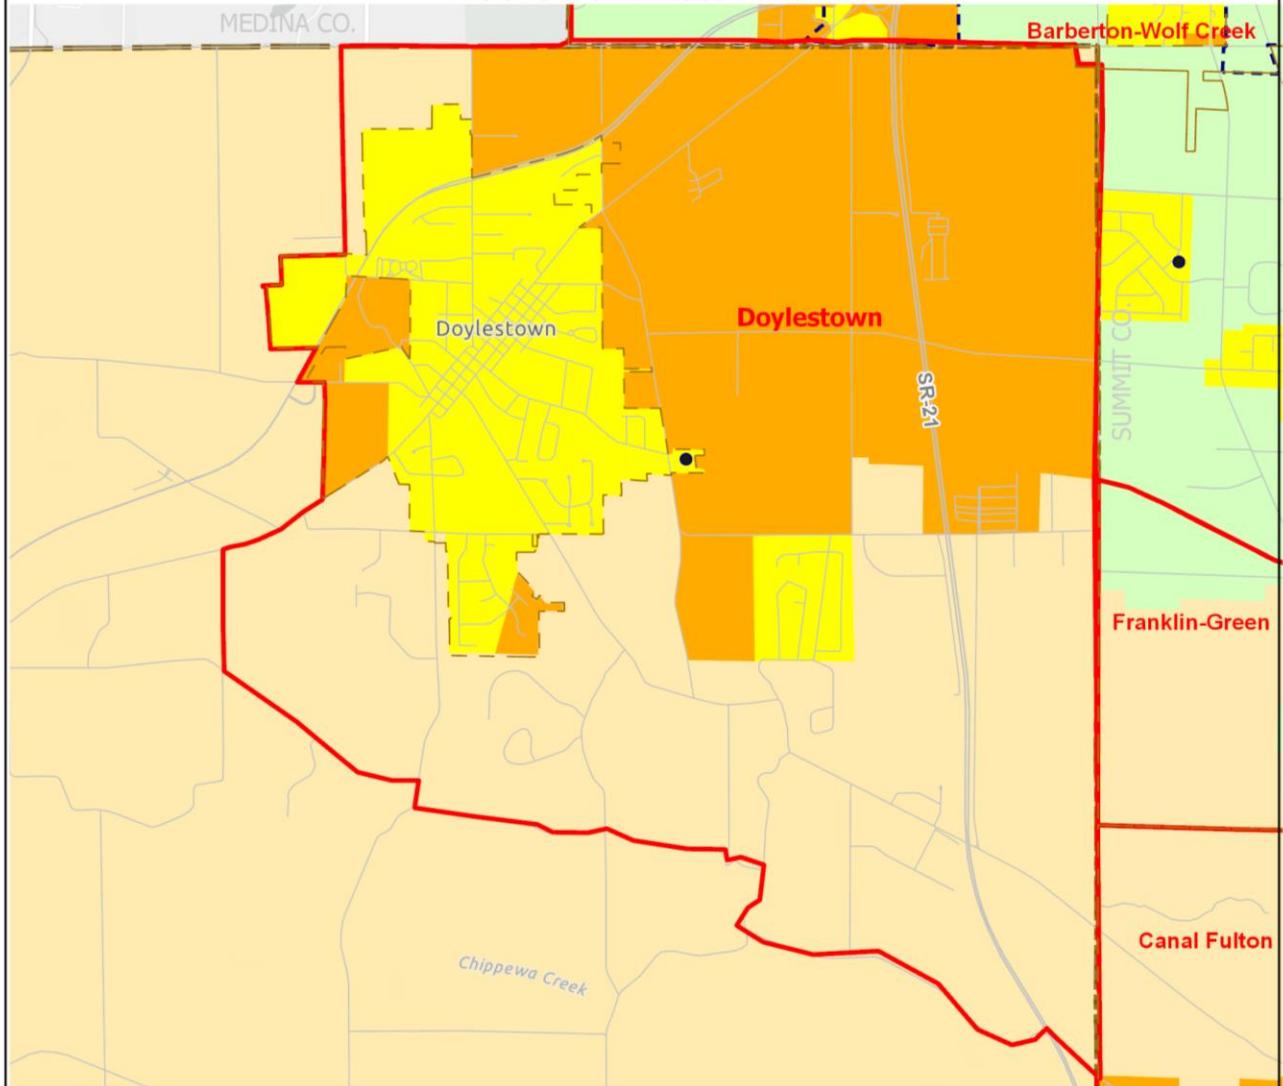 MEDINA CO.
Barberton-Wolf Creek
Doylestown
Doylestown
SR-21
SUMMIT CO.
Franklin-Green
Canal Fulton
Chippewa Creek